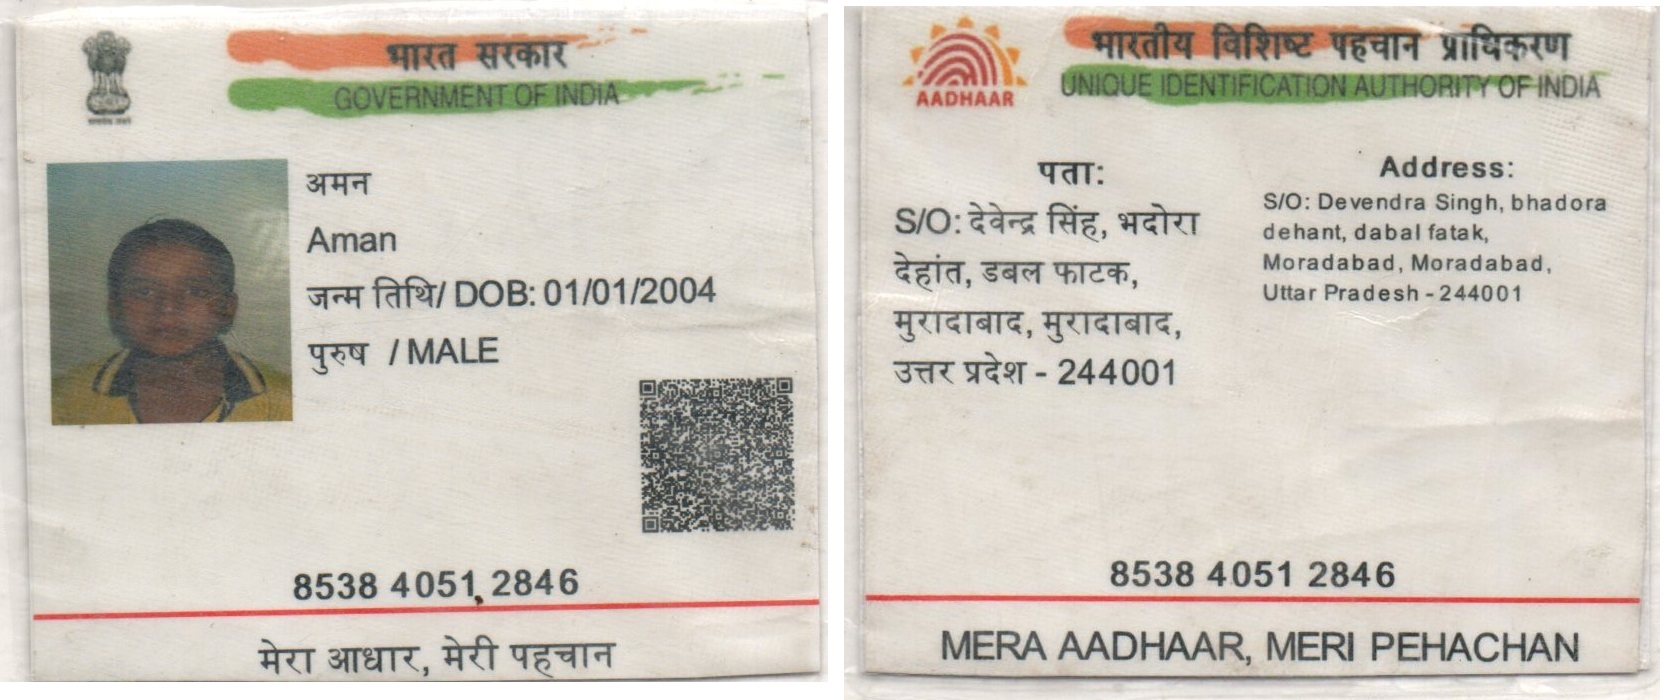 भारत सरकार
GOVERNMENT OF INDIA
अमन
Aman
जन्म तिथि/ DOB: 01/01/2004
पुरुष / MALE
8538 4051 2846
मेरा आधार, मेरी पहचान
भारतीय विशिष्ट पहचान प्राधिकरण
UNIQUE IDENTIFICATION AUTHORITY OF INDIA
AADHAAR
पता:
S/O: देवेन्द्र सिंह, भदोरा
देहांत, डबल फाटक,
मुरादाबाद, मुरादाबाद,
उत्तर प्रदेश - 244001
Address:
S/O: Devendra Singh, bhadora
dehant, dabal fatak,
Moradabad, Moradabad,
Uttar Pradesh - 244001
8538 4051 2846
MERA AADHAAR, MERI PEHACHAN